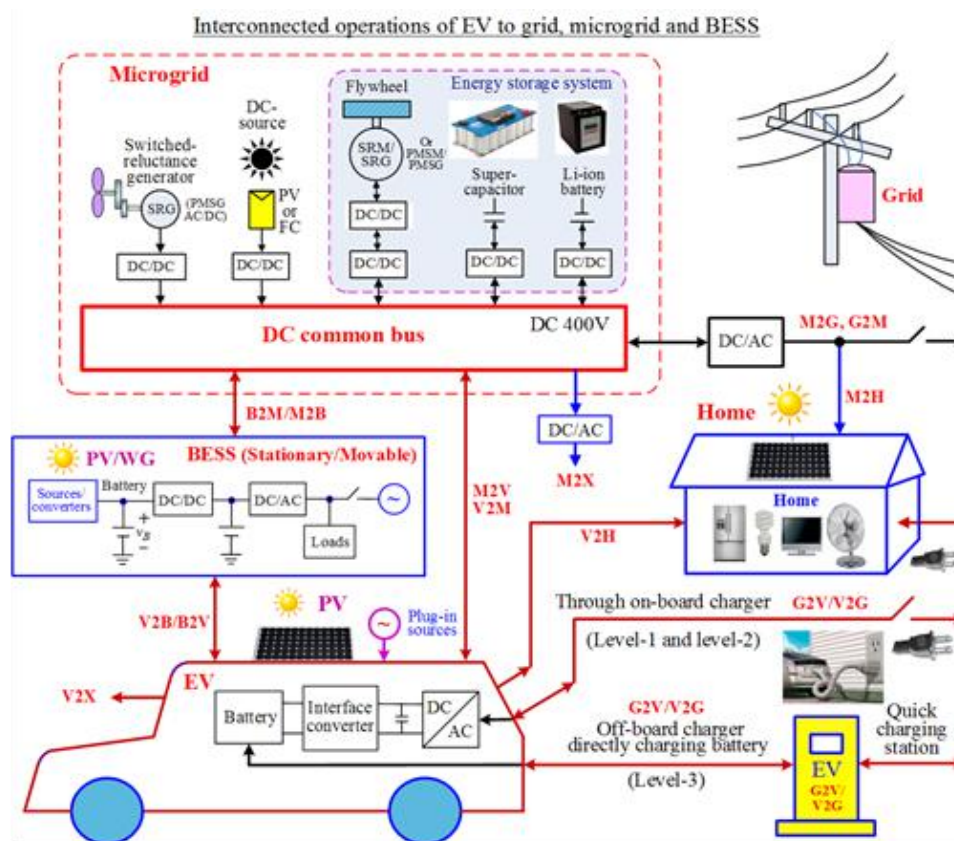 Interconnected operations of EV to grid, microgrid and BESS
Microgrid
Flywheel
Energy storage system
DC-
source
Switched-
reluctance
generator
SRM/
SRG
Or
PMSM/
PMSG
Super-
capacitor
Li-ion
battery
SRG
(PMSG
AC/DC)
PV
or
FC
Grid
DC/DC
DC/DC
DC/DC
DC/DC
DC/DC
DC/DC
DC common bus
DC 400V
DC/AC
M2G, G2M
B2M/M2B
DC/AC
M2X
M2H
Home
PV/WG
BESS (Stationary/Movable)
Sources/
converters
Battery
DC/DC
DC/AC
~
+
v_B
−
Loads
M2V
V2M
V2H
Home
V2B/B2V
PV
~
Plug-in
sources
Through on-board charger
G2V/V2G
(Level-1 and level-2)
V2X
EV
Battery
Interface
converter
DC
AC
G2V/V2G
Off-board charger
directly charging battery
(Level-3)
Quick
charging
station
EV
G2V/
V2G